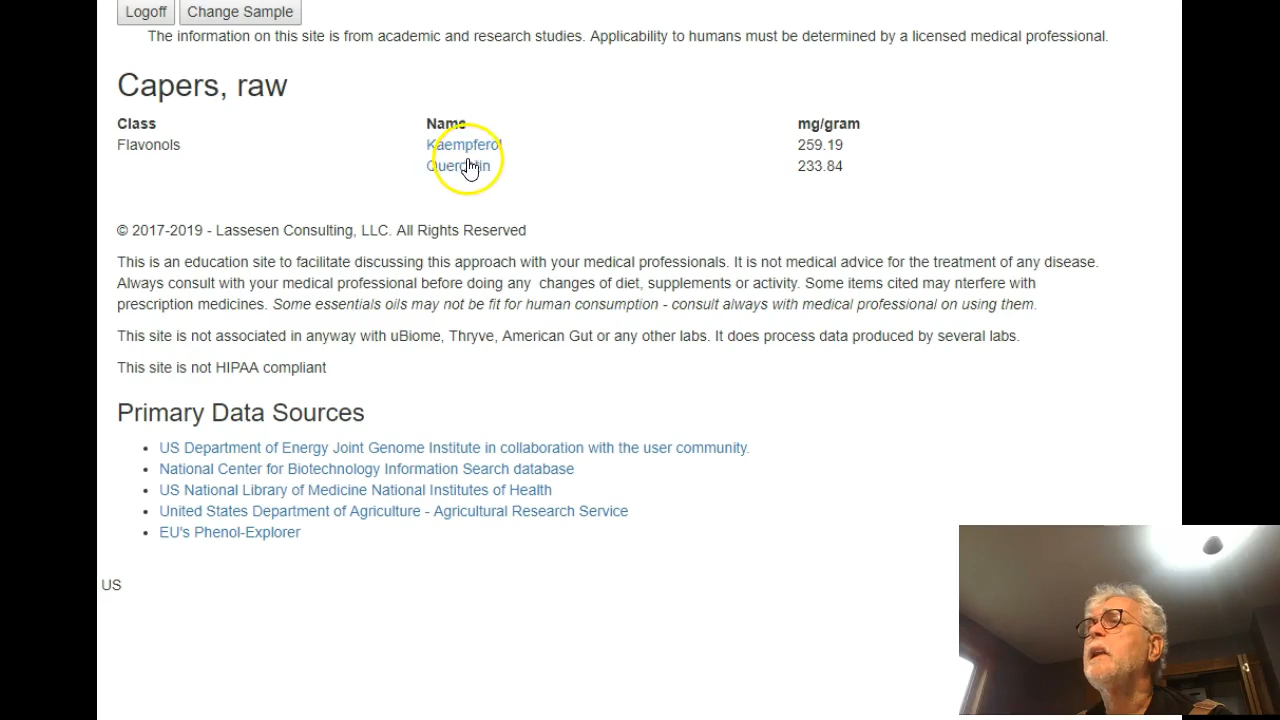 Logoff Change Sample
The information on this site is from academic and research studies. Applicability to humans must be determined by a licensed medical professional.
Capers, raw
Class Name mg/gram
Flavonols Kaempferol 259.19
Quercetin 233.84
© 2017-2019 - Lassesen Consulting, LLC. All Rights Reserved
This is an education site to facilitate discussing this approach with your medical professionals. It is not medical advice for the treatment of any disease.
Always consult with your medical professional before doing any changes of diet, supplements or activity. Some items cited may nterfere with
prescription medicines. Some essentials oils may not be fit for human consumption - consult always with medical professional on using them.
This site is not associated in anyway with uBiome, Thryve, American Gut or any other labs. It does process data produced by several labs.
This site is not HIPAA compliant
Primary Data Sources
• US Department of Energy Joint Genome Institute in collaboration with the user community.
• National Center for Biotechnology Information Search database
• US National Library of Medicine National Institutes of Health
• United States Department of Agriculture - Agricultural Research Service
• EU's Phenol-Explorer
US